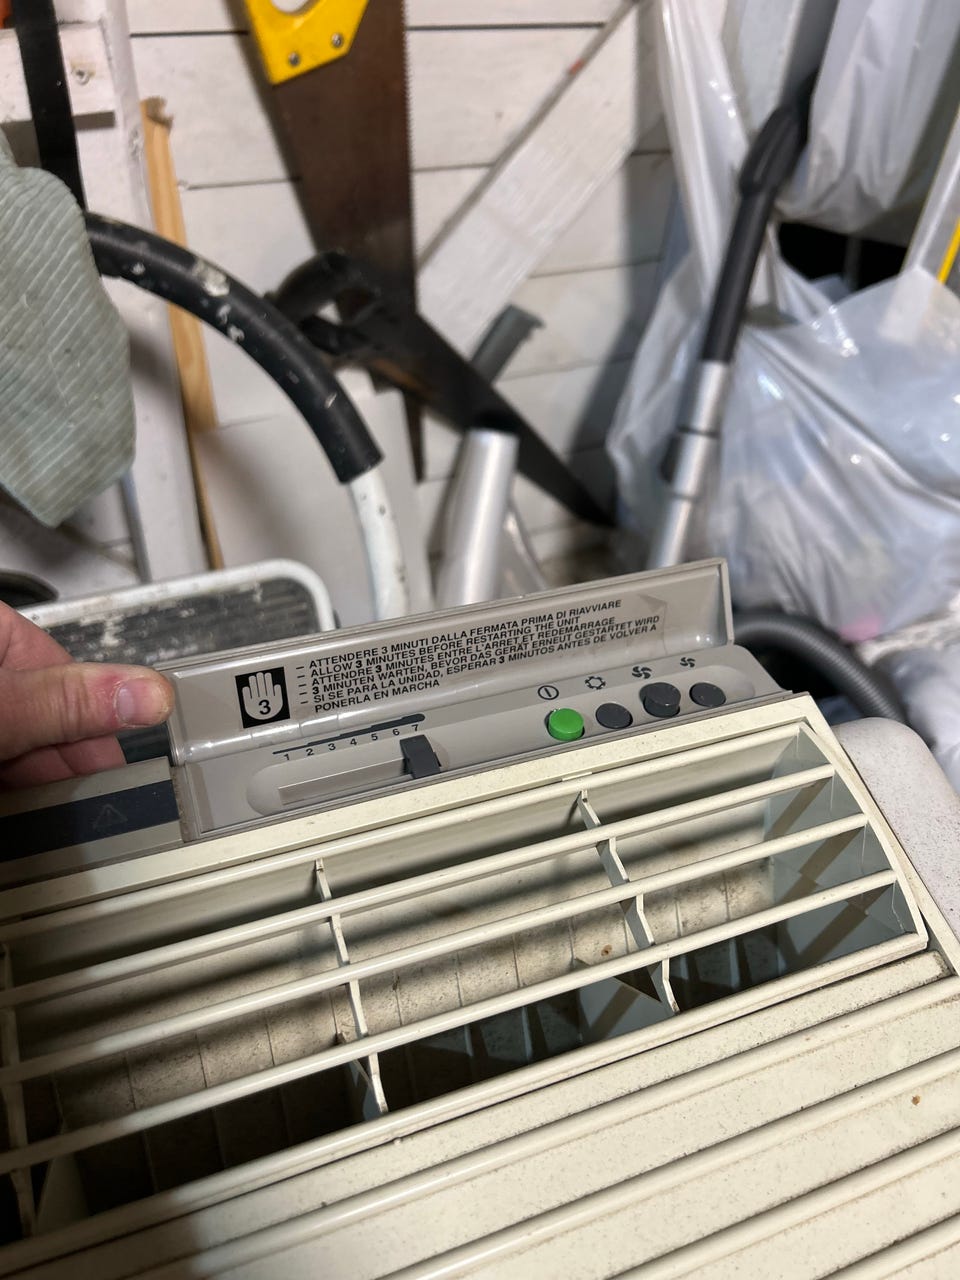 3
– ATTENDERE 3 MINUTI DALLA FERMATA PRIMA DI RIAVVIARE
– ALLOW 3 MINUTES BEFORE RESTARTING THE UNIT
– ATTENDRE 3 MINUTES ENTRE L'ARRET ET REDEMARRAGE
– 3 MINUTEN WARTEN, BEVOR DAS GERÄT ERNEUT GESTARTET WIRD
– SI SE PARA LA UNIDAD, ESPERAR 3 MINUTOS ANTES DE VOLVER A
PONERLA EN MARCHA
1 2 3 4 5 6 7